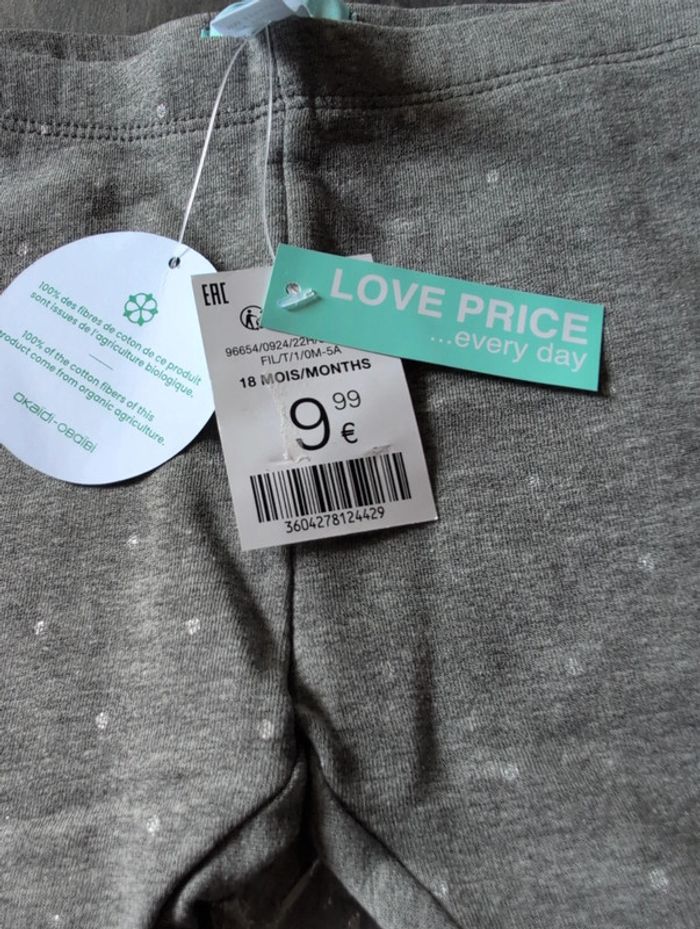 100% des fibres de coton de ce produit
sont issues de l'agriculture biologique.
100% of the cotton fibers of this
product come from organic agriculture.
OKAIDI-OBAIBI
EAC
LOVE PRICE
...every day
96654/0924/22H/
FIL/T/1/0M-5A
18 MOIS/MONTHS
9 99
€
3604278124429